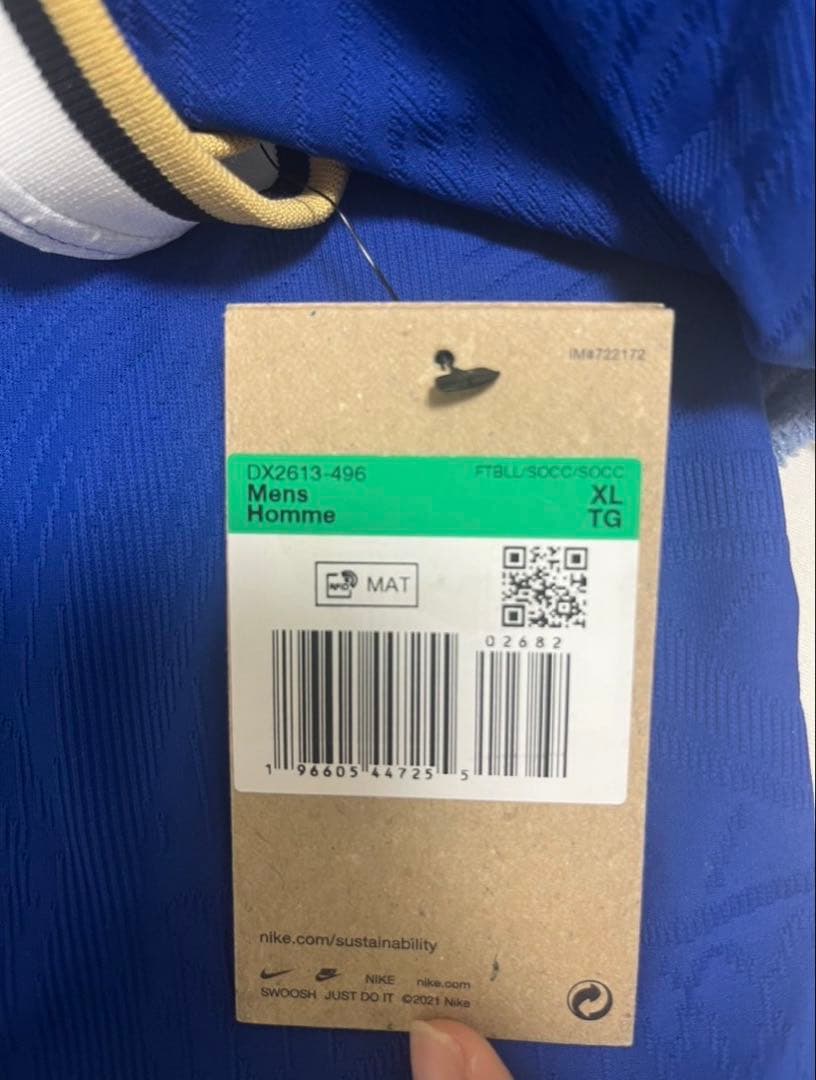 IM#722172
DX2613-496 FTBLL/SOCC/SOCC
Mens XL
Homme TG
RFID MAT
02682
1 96605 44725 5
nike.com/sustainability
NIKE nike.com
SWOOSH JUST DO IT ©2021 Nike